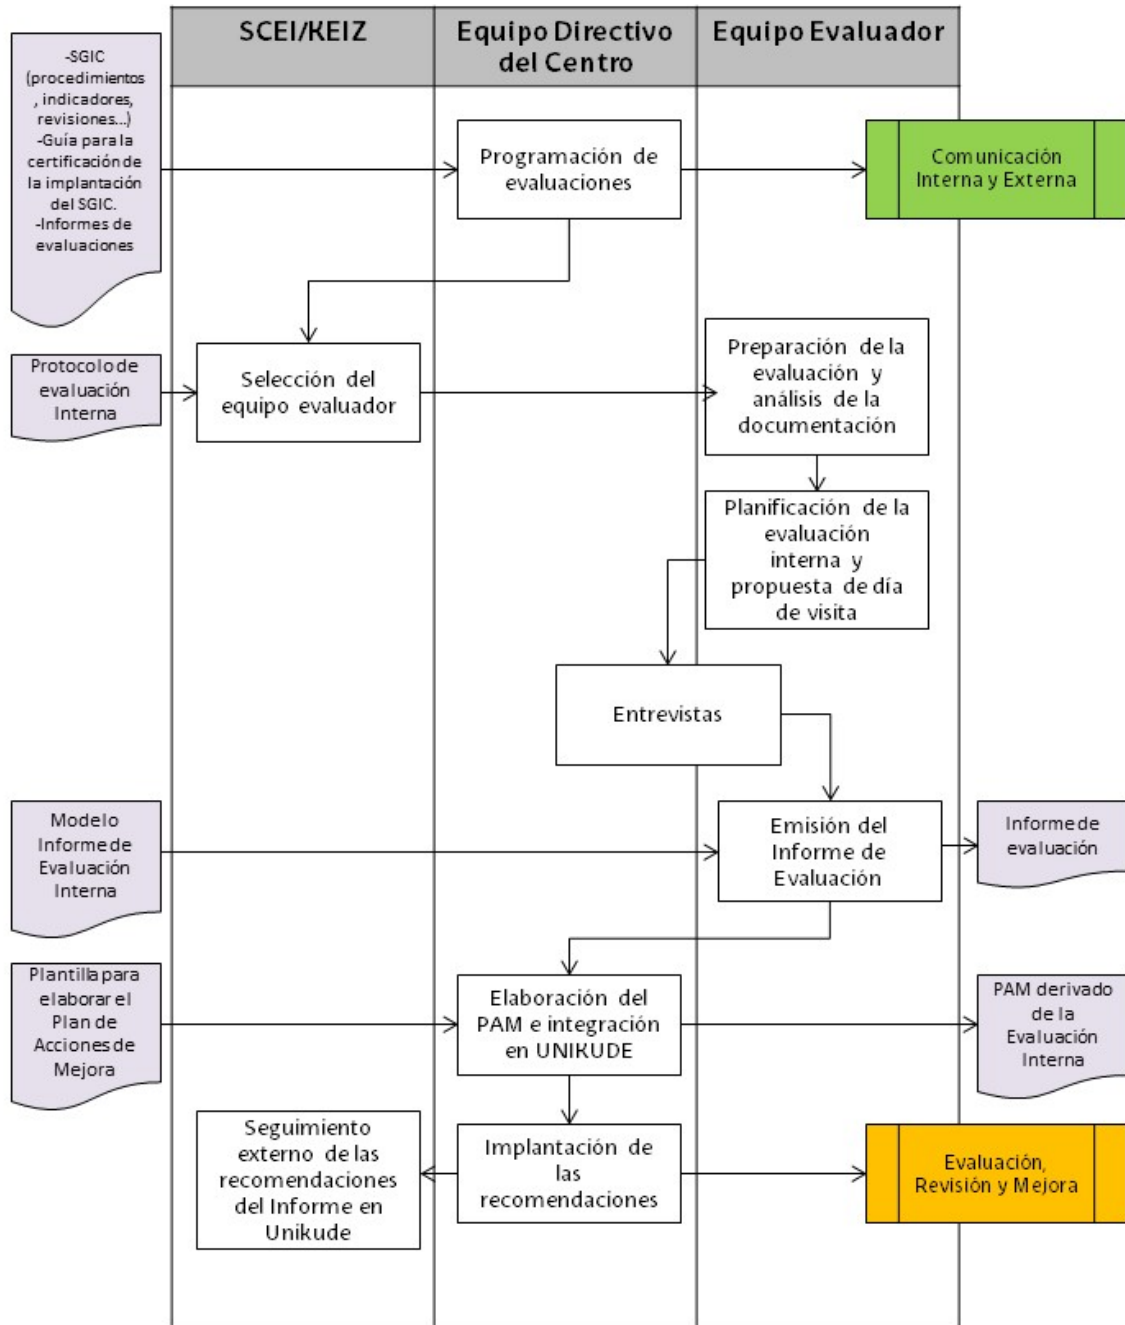 SCEI/KEIZ
Equipo Directivo
del Centro
Equipo Evaluador
-SGIC
(procedimientos
, indicadores,
revisiones...)
-Guía para la
certificación de
la implantación
del SGIC.
-Informes de
evaluaciones
Programación de
evaluaciones
Comunicación
Interna y Externa
Protocolo de
evaluación
Interna
Selección del
equipo evaluador
Preparación de la
evaluación y
análisis de la
documentación
Planificación de la
evaluación
interna y
propuesta de día
de visita
Entrevistas
Modelo
Informe de
Evaluación
Interna
Emisión del
Informe de
Evaluación
Informe de
evaluación
Plantilla para
elaborar el
Plan de
Acciones de
Mejora
Elaboración del
PAM e integración
en UNIKUDE
PAM derivado
de la
Evaluación
Interna
Seguimiento
externo de las
recomendaciones
del Informe en
Unikude
Implantación de
las
recomendaciones
Evaluación,
Revisión y Mejora